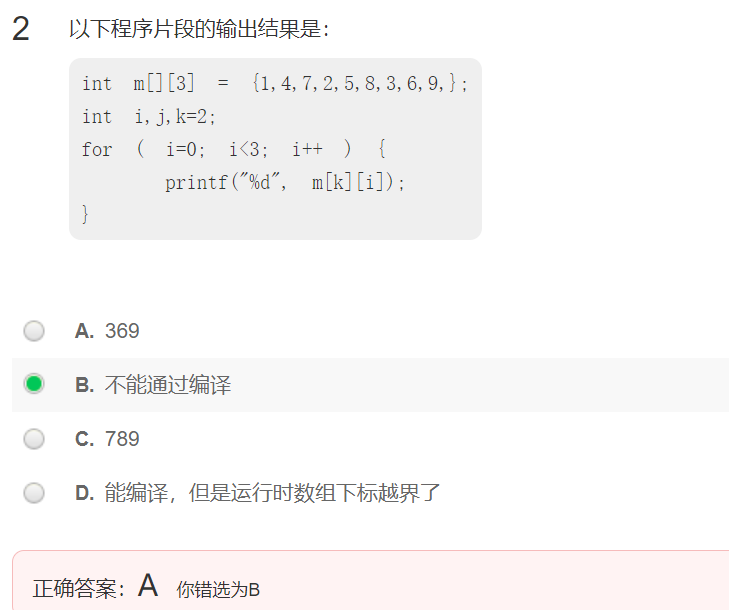 2 以下程序片段的输出结果是：
int m[][3] = {1,4,7,2,5,8,3,6,9,};
int i,j,k=2;
for ( i=0; i<3; i++ ) {
printf("%d", m[k][i]);
}
A. 369
B. 不能通过编译
C. 789
D. 能编译，但是运行时数组下标越界了
正确答案：A 你错选为B